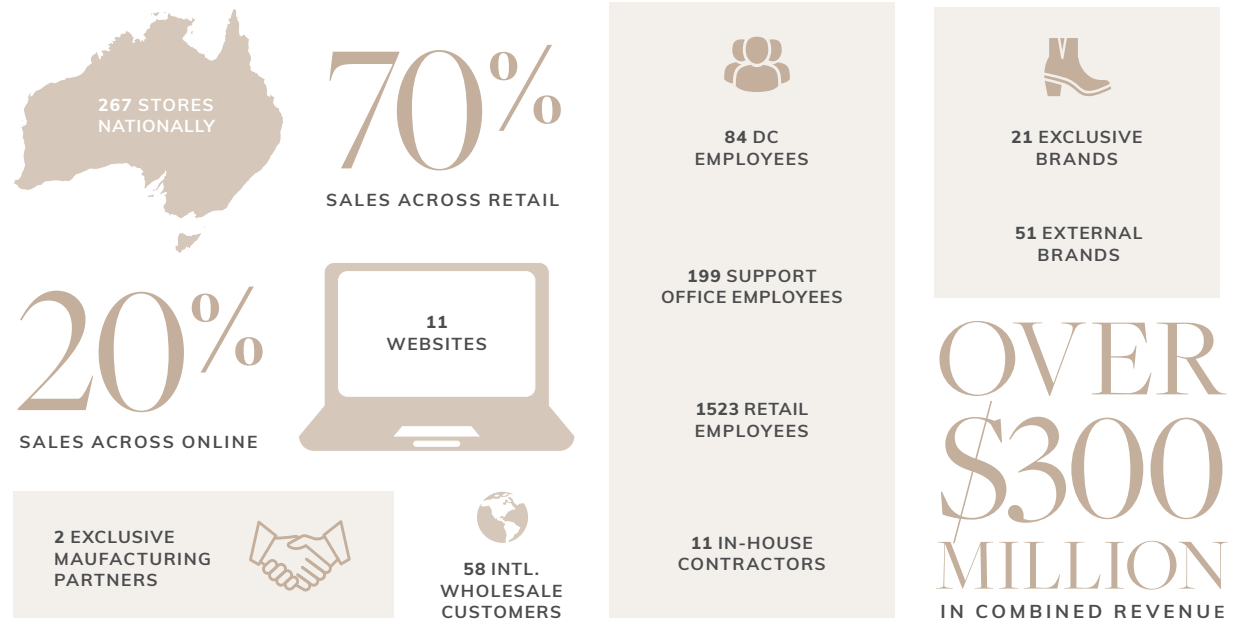 267 STORES
NATIONALLY
70%
SALES ACROSS RETAIL
20%
SALES ACROSS ONLINE
11
WEBSITES
2 EXCLUSIVE
MAUFACTURING
PARTNERS
58 INTL.
WHOLESALE
CUSTOMERS
84 DC
EMPLOYEES
199 SUPPORT
OFFICE EMPLOYEES
1523 RETAIL
EMPLOYEES
11 IN-HOUSE
CONTRACTORS
21 EXCLUSIVE
BRANDS
51 EXTERNAL
BRANDS
OVER
$300
MILLION
IN COMBINED REVENUE